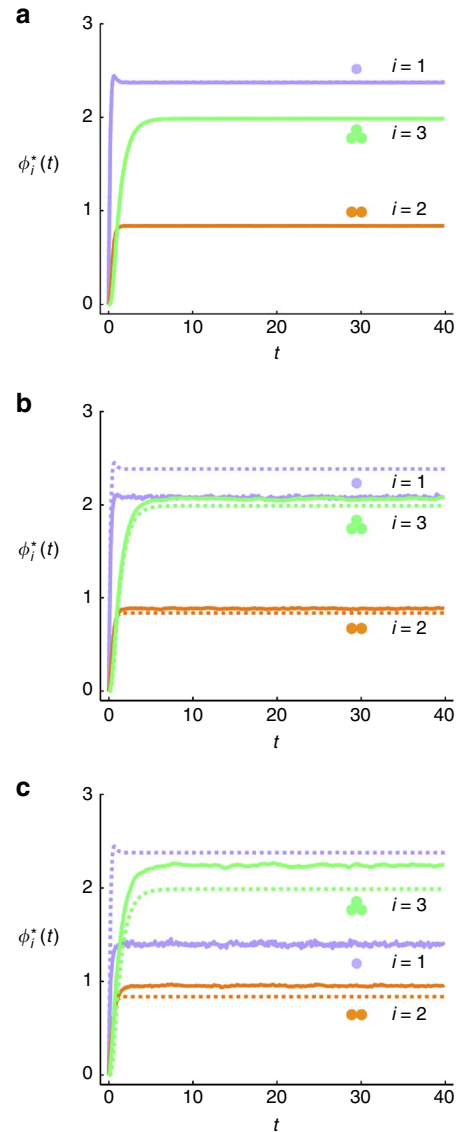 a
3
i = 1
2
i = 3
ϕ*i(t)
1
i = 2
0
0 10 20 30 40
t
b
3
i = 1
2
i = 3
ϕ*i(t)
1
i = 2
0
0 10 20 30 40
t
c
3
2
i = 3
ϕ*i(t)
i = 1
1
i = 2
0
0 10 20 30 40
t